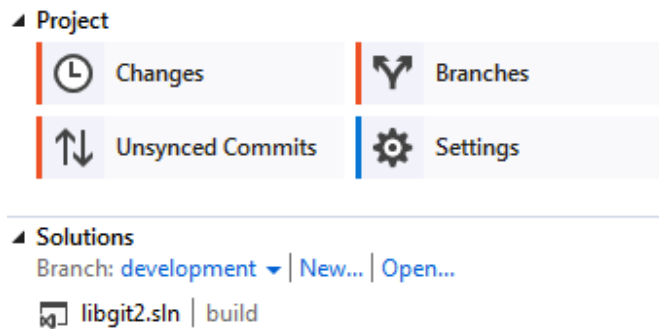 Project
Changes
Branches
Unsynced Commits
Settings
Solutions
Branch: development | New... | Open...
libgit2.sln | build